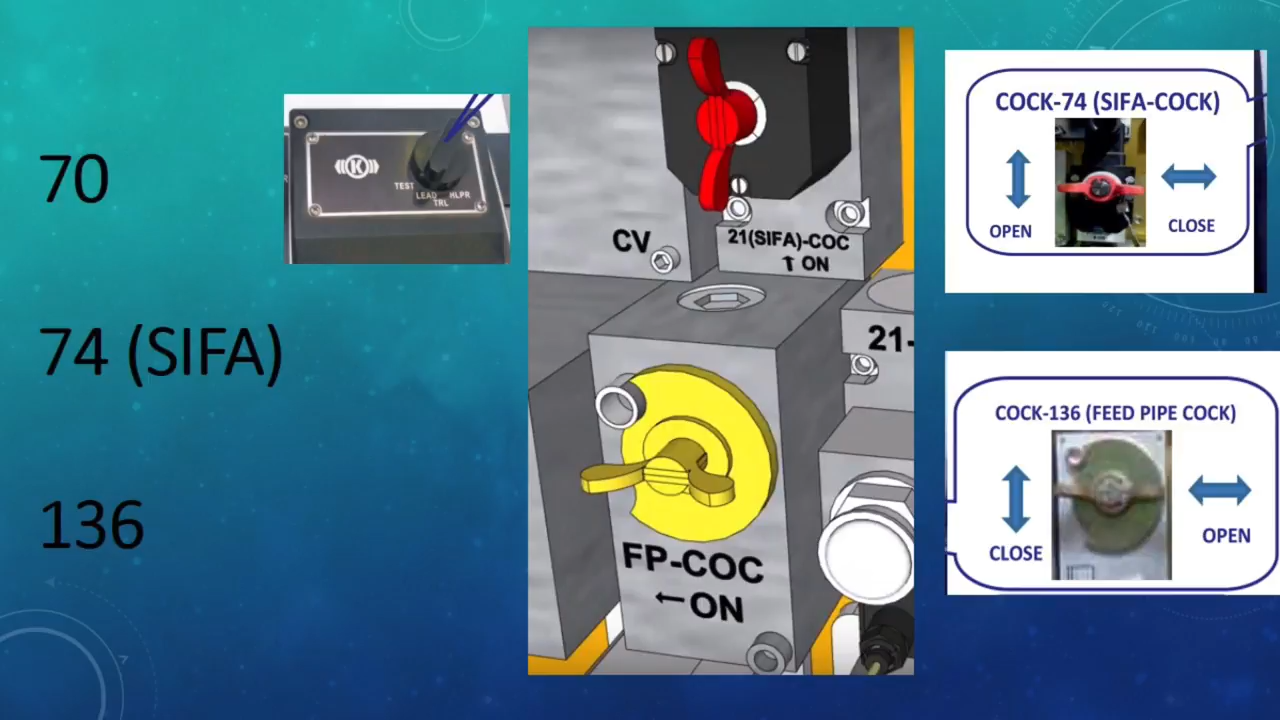 70
74 (SIFA)
136
K
TEST
LEAD HLPR
TRL
CV
21(SIFA)-COC
↑ ON
21-
FP-COC
←ON
COCK-74 (SIFA-COCK)
OPEN
CLOSE
COCK-136 (FEED PIPE COCK)
CLOSE
OPEN